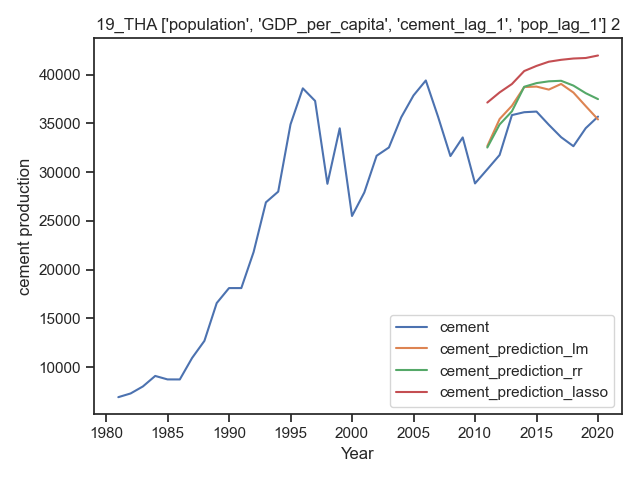 19_THA ['population', 'GDP_per_capita', 'cement_lag_1', 'pop_lag_1'] 2
cement production
40000
35000
30000
25000
20000
15000
10000
cement
cement_prediction_lm
cement_prediction_rr
cement_prediction_lasso
1980 1985 1990 1995 2000 2005 2010 2015 2020
Year